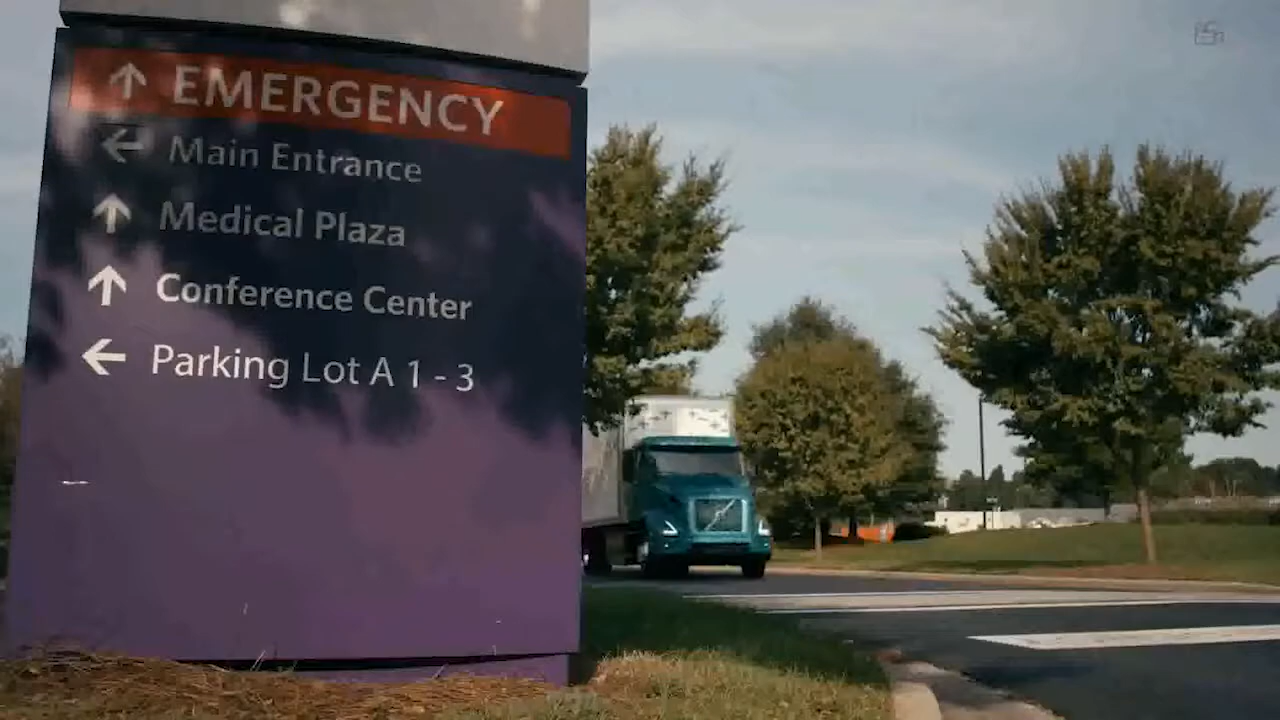 ↑ EMERGENCY
← Main Entrance
↑ Medical Plaza
↑ Conference Center
← Parking Lot A 1 - 3